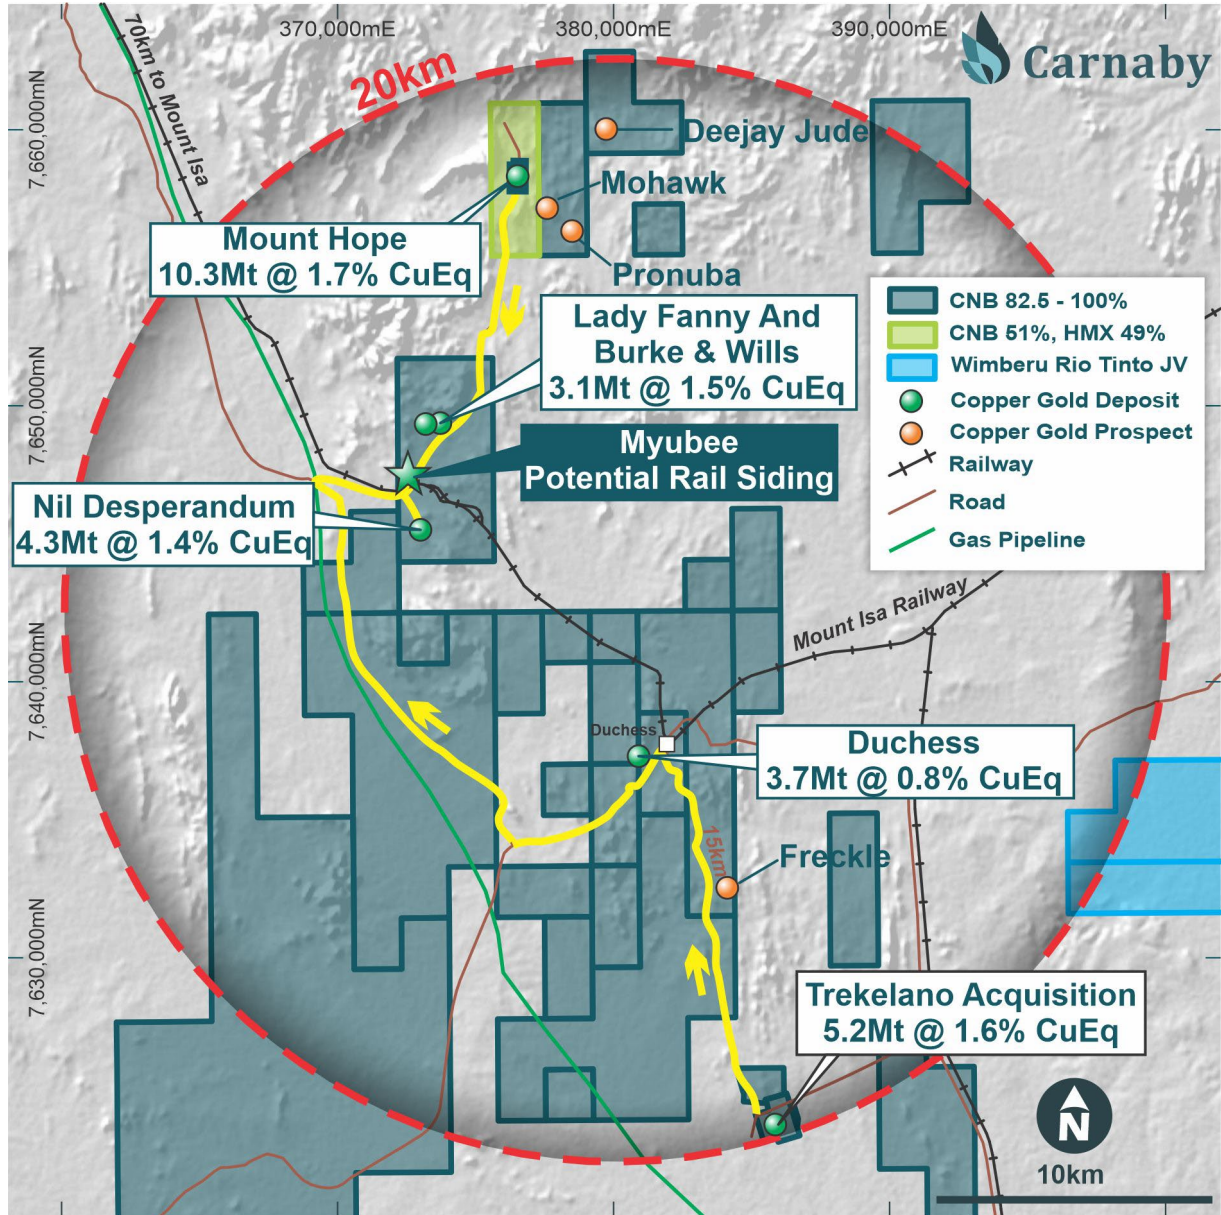 370,000mE
380,000mE
390,000mE
Carnaby
70km to Mount Isa
20km
7,660,000mN
Deejay Jude
Mohawk
Mount Hope
10.3Mt @ 1.7% CuEq
Pronuba
Lady Fanny And
Burke & Wills
3.1Mt @ 1.5% CuEq
CNB 82.5 - 100%
CNB 51%, HMX 49%
Wimberu Rio Tinto JV
Copper Gold Deposit
Copper Gold Prospect
Railway
Road
Gas Pipeline
7,650,000mN
Myubee
Potential Rail Siding
Nil Desperandum
4.3Mt @ 1.4% CuEq
Mount Isa Railway
7,640,000mN
Duchess
Duchess
3.7Mt @ 0.8% CuEq
15km
Freckle
7,630,000mN
Trekelano Acquisition
5.2Mt @ 1.6% CuEq
N
10km